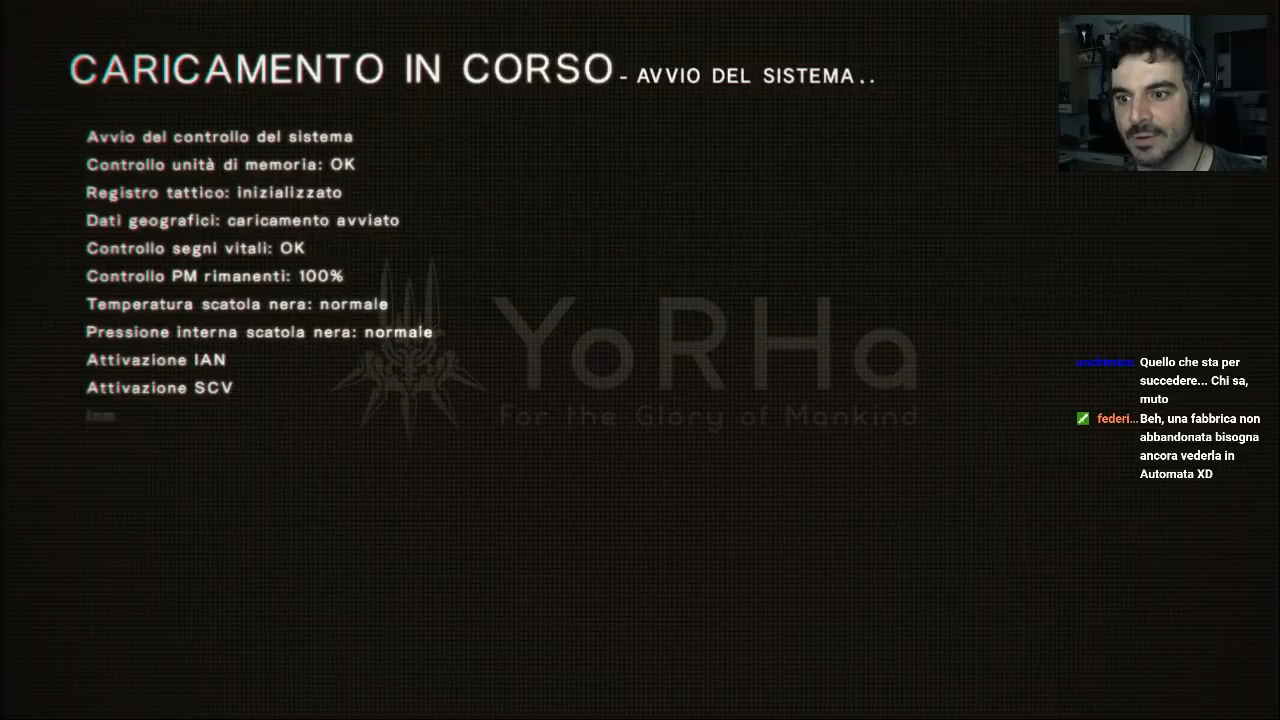 CARICAMENTO IN CORSO - AVVIO DEL SISTEMA..
Avvio del controllo del sistema
Controllo unità di memoria: OK
Registro tattico: inizializzato
Dati geografici: caricamento avviato
Controllo segni vitali: OK
Controllo PM rimanenti: 100%
Temperatura scatola nera: normale
Pressione interna scatola nera: normale
Attivazione IAN
Attivazione SCV
YoRHa
For the Glory of Mankind
Quello che sta per
succedere... Chi sa,
muto
federi... Beh, una fabbrica non
abbandonata bisogna
ancora vederla in
Automata XD